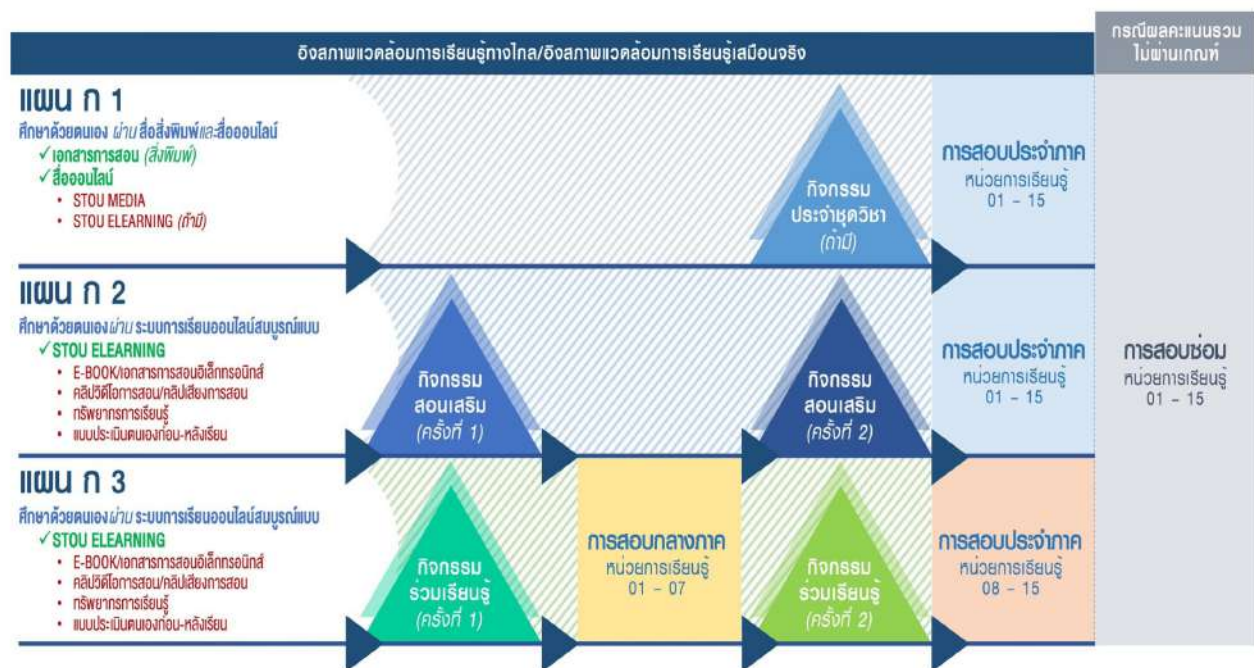 อิงสภาพแวดล้อมการเรียนรู้ทางไกล/อิงสภาพแวดล้อมการเรียนรู้เสมือนจริง
กรณีผลคะแนนรวม
ไม่ผ่านเกณฑ์
แผน ก 1
ศึกษาด้วยตนเอง ผ่าน สื่อสิ่งพิมพ์และสื่อออนไลน์
✓เอกสารการสอน (สิ่งพิมพ์)
✓สื่อออนไลน์
• STOU MEDIA
• STOU ELEARNING (ถ้ามี)
กิจกรรม
ประจำชุดวิชา
(ถ้ามี)
การสอบประจำภาค
หน่วยการเรียนรู้
01 - 15
แผน ก 2
ศึกษาด้วยตนเองผ่าน ระบบการเรียนออนไลน์สมบูรณ์แบบ
✓STOU ELEARNING
• E-BOOK/เอกสารการสอนอิเล็กทรอนิกส์
• คลิปวิดีโอการสอน/คลิปเสียงการสอน
• ทรัพยากรการเรียนรู้
• แบบประเมินตนเองก่อน-หลังเรียน
กิจกรรม
สอนเสริม
(ครั้งที่ 1)
กิจกรรม
สอนเสริม
(ครั้งที่ 2)
การสอบประจำภาค
หน่วยการเรียนรู้
01 - 15
การสอบซ่อม
หน่วยการเรียนรู้
01 - 15
แผน ก 3
ศึกษาด้วยตนเองผ่าน ระบบการเรียนออนไลน์สมบูรณ์แบบ
✓STOU ELEARNING
• E-BOOK/เอกสารการสอนอิเล็กทรอนิกส์
• คลิปวิดีโอการสอน/คลิปเสียงการสอน
• ทรัพยากรการเรียนรู้
• แบบประเมินตนเองก่อน-หลังเรียน
กิจกรรม
ร่วมเรียนรู้
(ครั้งที่ 1)
การสอบกลางภาค
หน่วยการเรียนรู้
01 - 07
กิจกรรม
ร่วมเรียนรู้
(ครั้งที่ 2)
การสอบประจำภาค
หน่วยการเรียนรู้
08 - 15